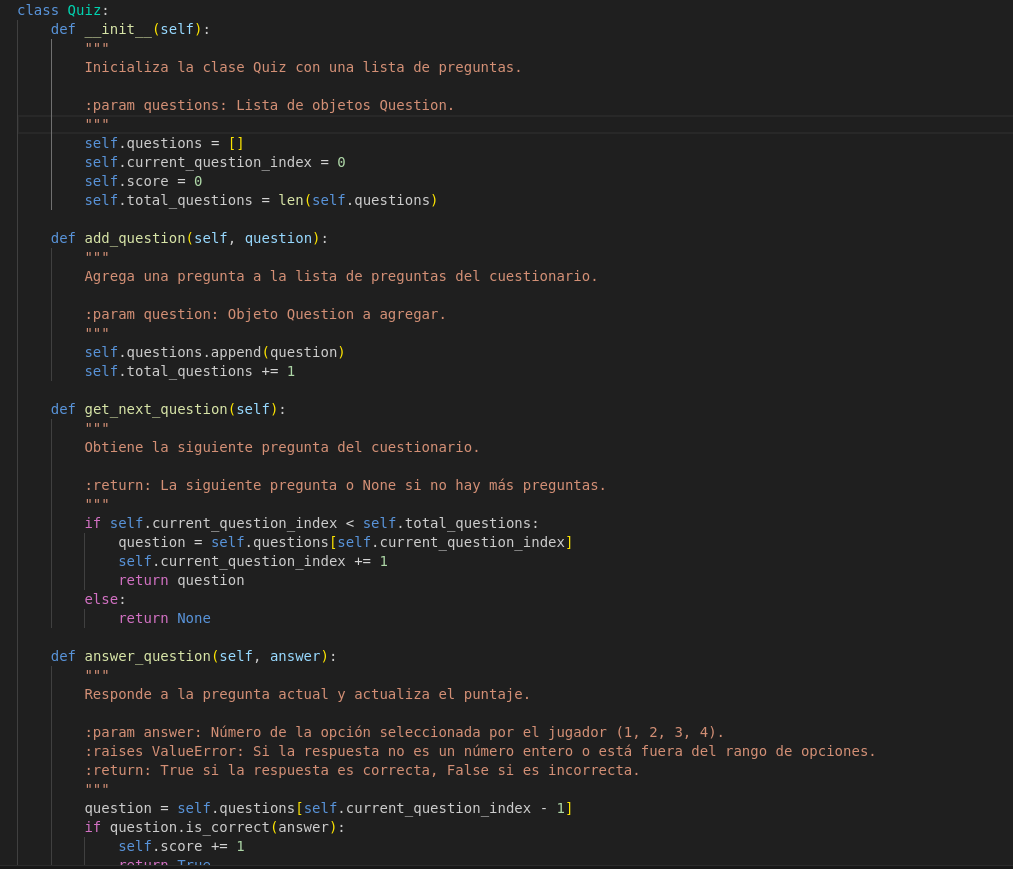 class Quiz:
    def __init__(self):
        """
        Inicializa la clase Quiz con una lista de preguntas.

        :param questions: Lista de objetos Question.
        """
        self.questions = []
        self.current_question_index = 0
        self.score = 0
        self.total_questions = len(self.questions)

    def add_question(self, question):
        """
        Agrega una pregunta a la lista de preguntas del cuestionario.

        :param question: Objeto Question a agregar.
        """
        self.questions.append(question)
        self.total_questions += 1

    def get_next_question(self):
        """
        Obtiene la siguiente pregunta del cuestionario.

        :return: La siguiente pregunta o None si no hay más preguntas.
        """
        if self.current_question_index < self.total_questions:
            question = self.questions[self.current_question_index]
            self.current_question_index += 1
            return question
        else:
            return None

    def answer_question(self, answer):
        """
        Responde a la pregunta actual y actualiza el puntaje.

        :param answer: Número de la opción seleccionada por el jugador (1, 2, 3, 4).
        :raises ValueError: Si la respuesta no es un número entero o está fuera del rango de opciones.
        :return: True si la respuesta es correcta, False si es incorrecta.
        """
        question = self.questions[self.current_question_index - 1]
        if question.is_correct(answer):
            self.score += 1
            return True